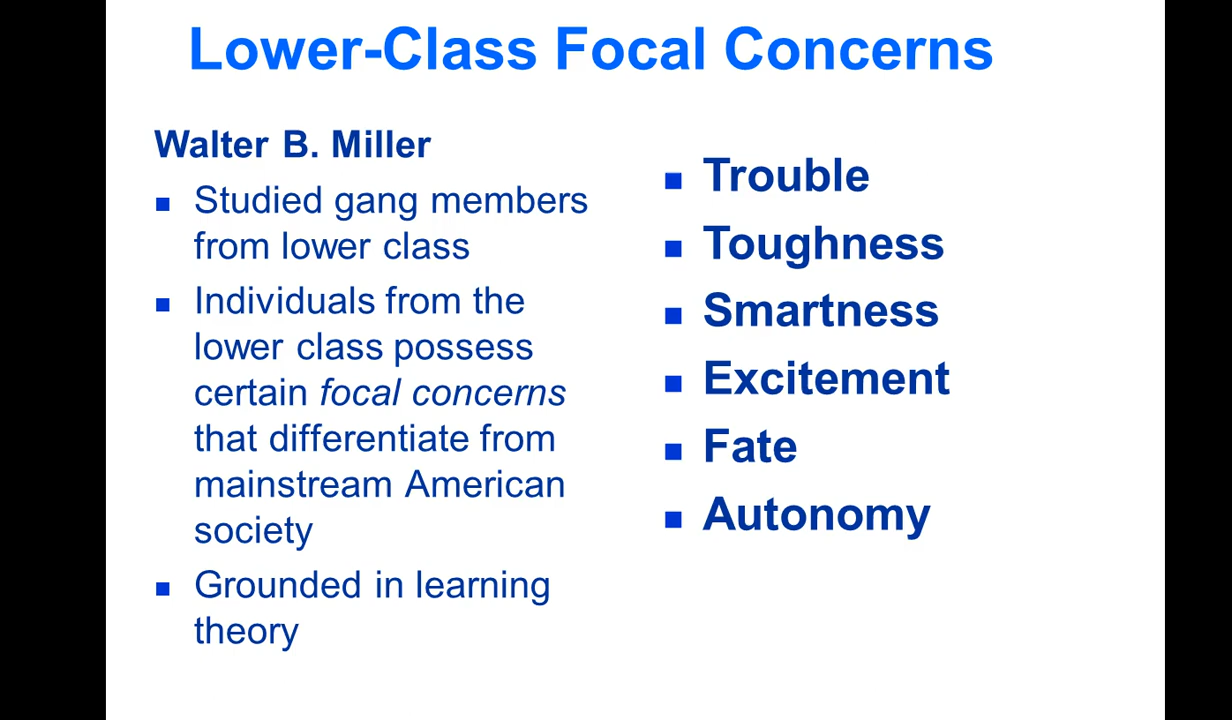 Lower-Class Focal Concerns
Walter B. Miller
Studied gang members
from lower class
Individuals from the
lower class possess
certain focal concerns
that differentiate from
mainstream American
society
Grounded in learning
theory
Trouble
Toughness
Smartness
Excitement
Fate
Autonomy